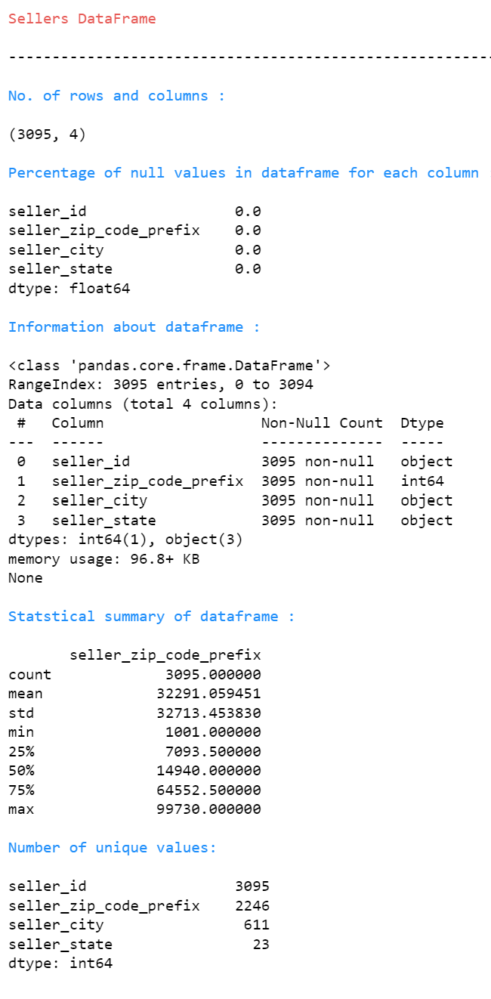 Sellers DataFrame
--------------------------------------------------------
No. of rows and columns :
(3095, 4)
Percentage of null values in dataframe for each column :
seller_id                 0.0
seller_zip_code_prefix    0.0
seller_city               0.0
seller_state              0.0
dtype: float64
Information about dataframe :
<class 'pandas.core.frame.DataFrame'>
RangeIndex: 3095 entries, 0 to 3094
Data columns (total 4 columns):
 #   Column                  Non-Null Count  Dtype
---  ------                  --------------  -----
 0   seller_id               3095 non-null   object
 1   seller_zip_code_prefix  3095 non-null   int64
 2   seller_city             3095 non-null   object
 3   seller_state            3095 non-null   object
dtypes: int64(1), object(3)
memory usage: 96.8+ KB
None
Statstical summary of dataframe :
       seller_zip_code_prefix
count             3095.000000
mean             32291.059451
std              32713.453830
min               1001.000000
25%               7093.500000
50%              14940.000000
75%              64552.500000
max              99730.000000
Number of unique values:
seller_id                 3095
seller_zip_code_prefix    2246
seller_city                611
seller_state                23
dtype: int64